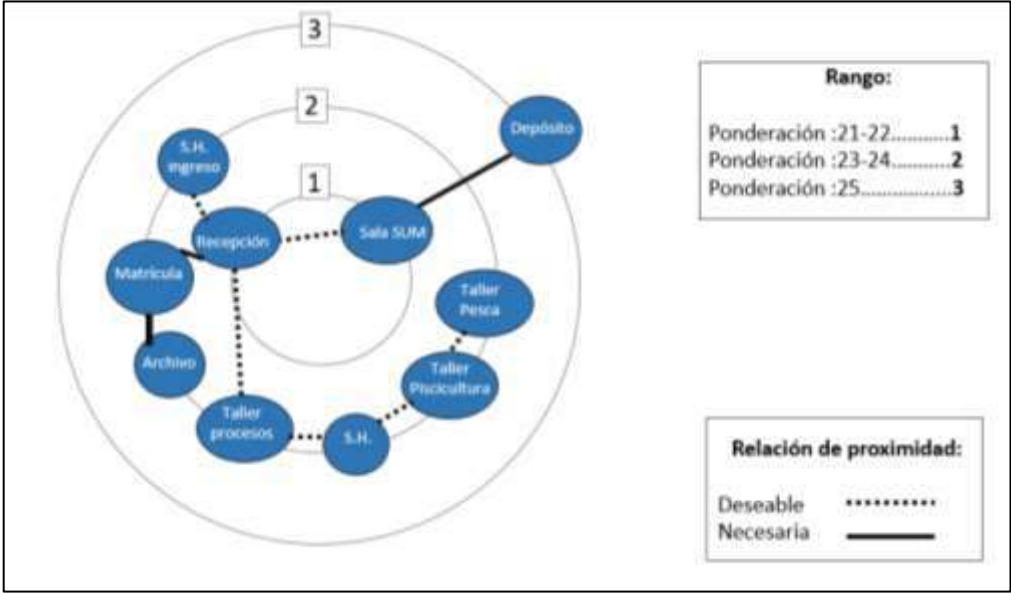 3
2
1
Depósito
S.H.
ingreso
Recepción
Sala SUM
Matrícula
Taller
Pesca
Archivo
Taller
Piscicultura
Taller
procesos
S.H.
Rango:
Ponderación :21-22...........1
Ponderación :23-24...........2
Ponderación :25.................3
Relación de proximidad:
Deseable
Necesaria